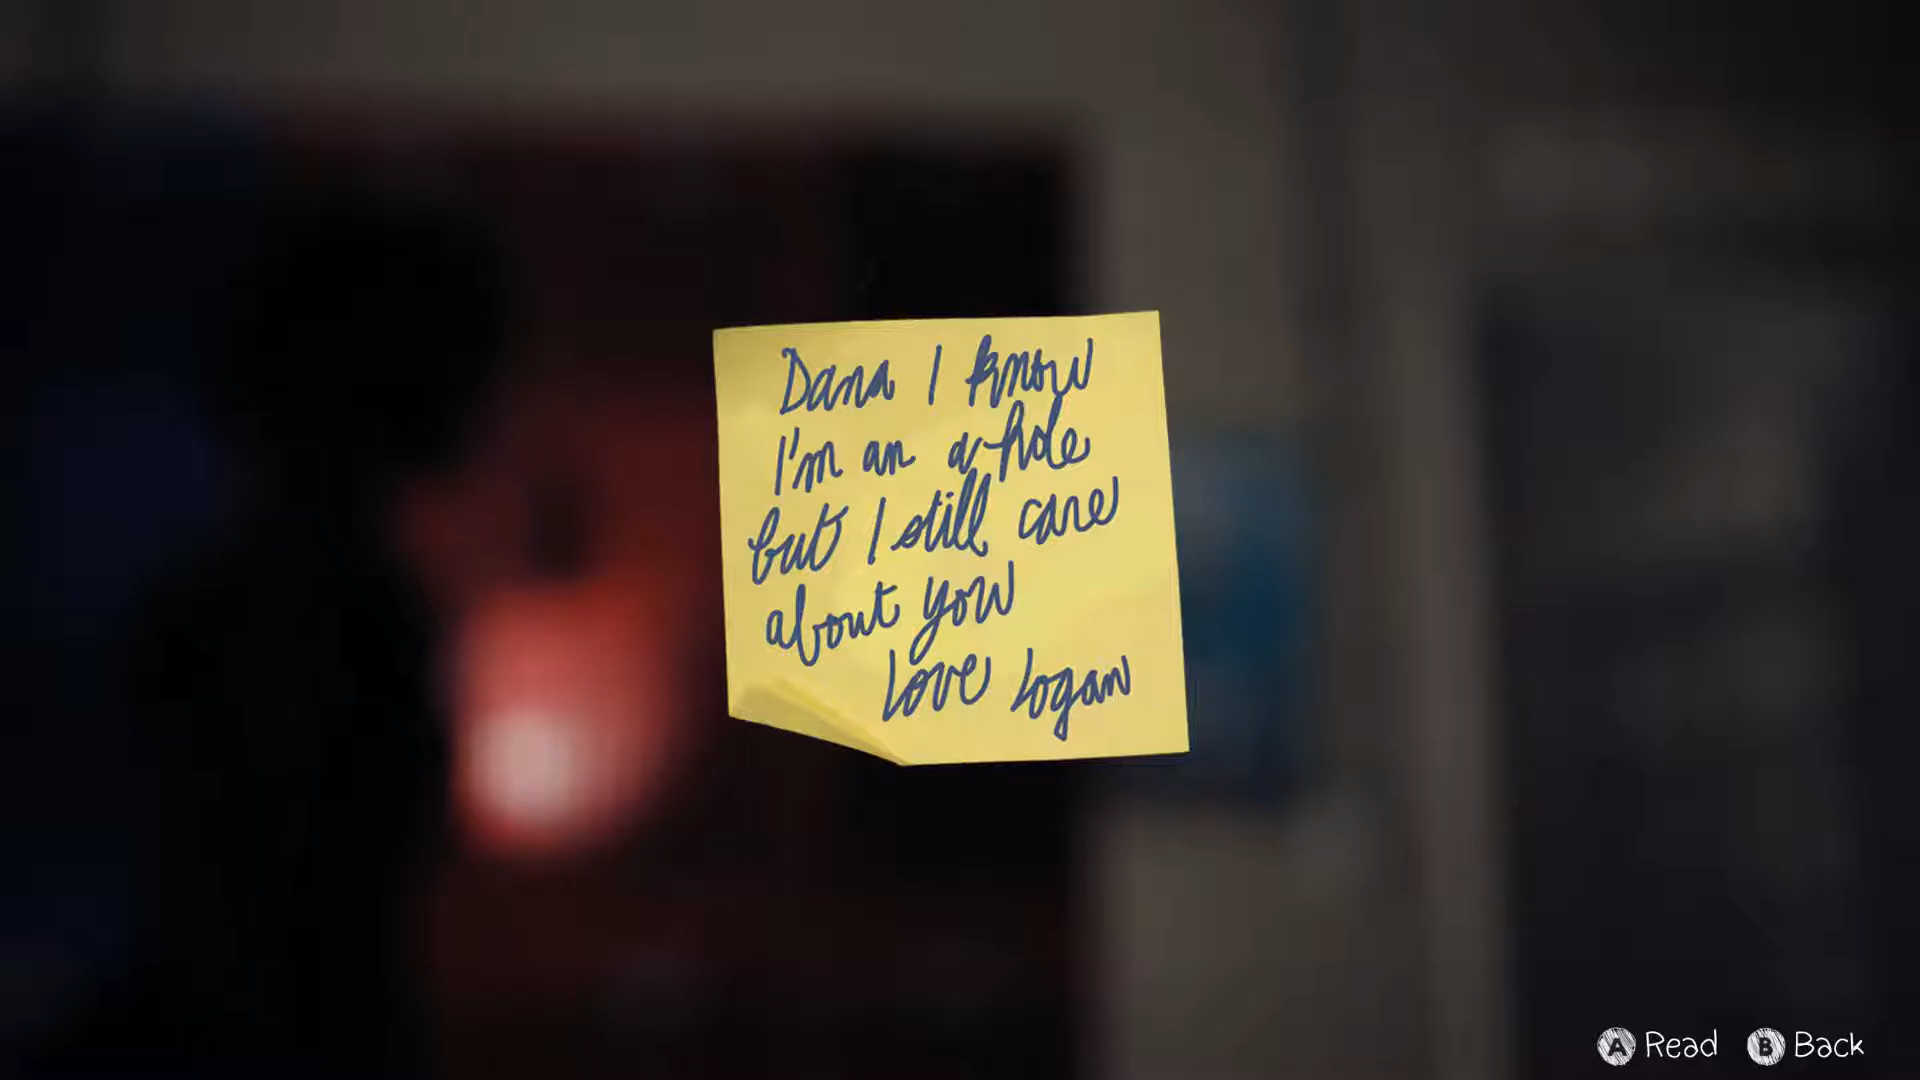 Dana I know
I'm an a-hole
but I still care
about you
Love Logan
A Read B Back